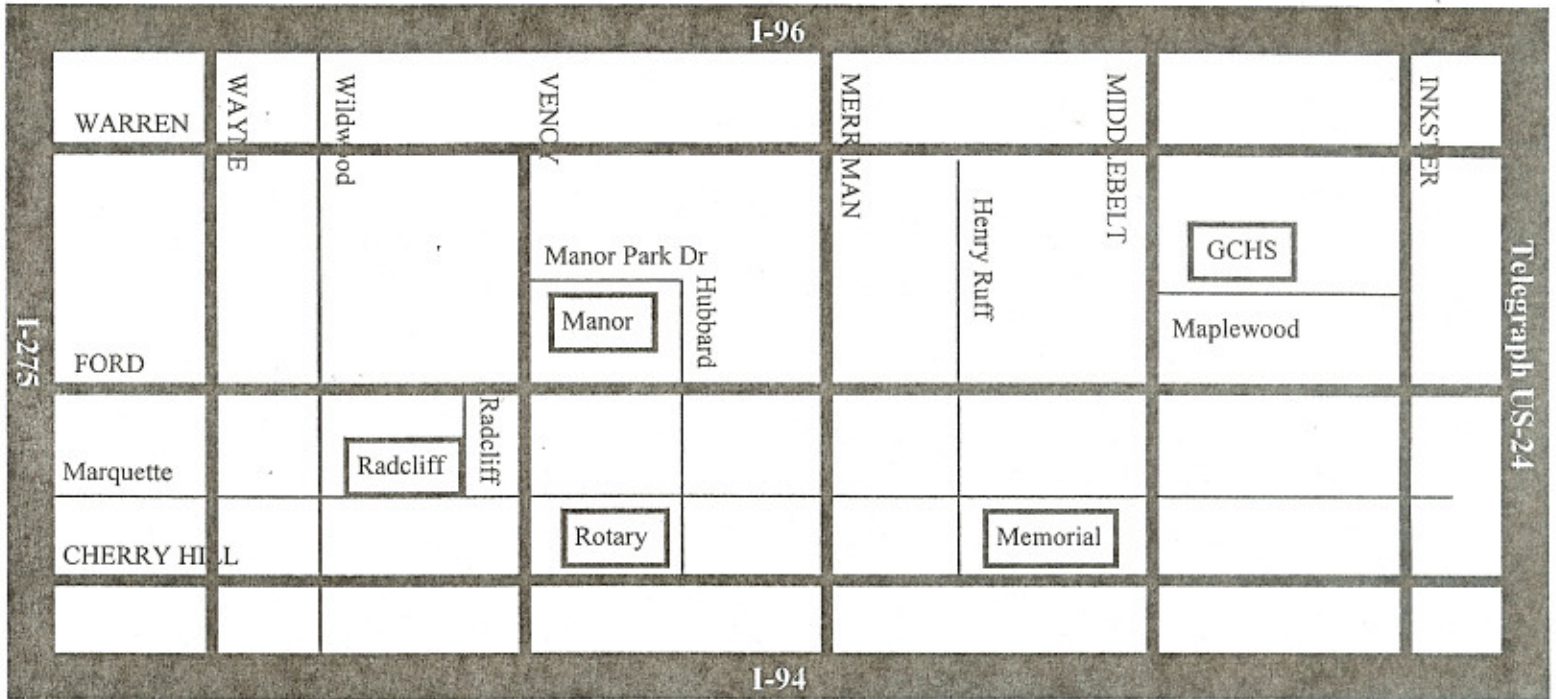 I-96
WARREN
WAYNE
Wildwood
VENOY
MERRIMAN
MIDDLEBELT
INKSTER
Manor Park Dr
Hubbard
Henry Ruff
GCHS
Manor
Maplewood
FORD
I-275
Telegraph US-24
Radcliff
Radcliff
Marquette
CHERRY HILL
Rotary
Memorial
I-94